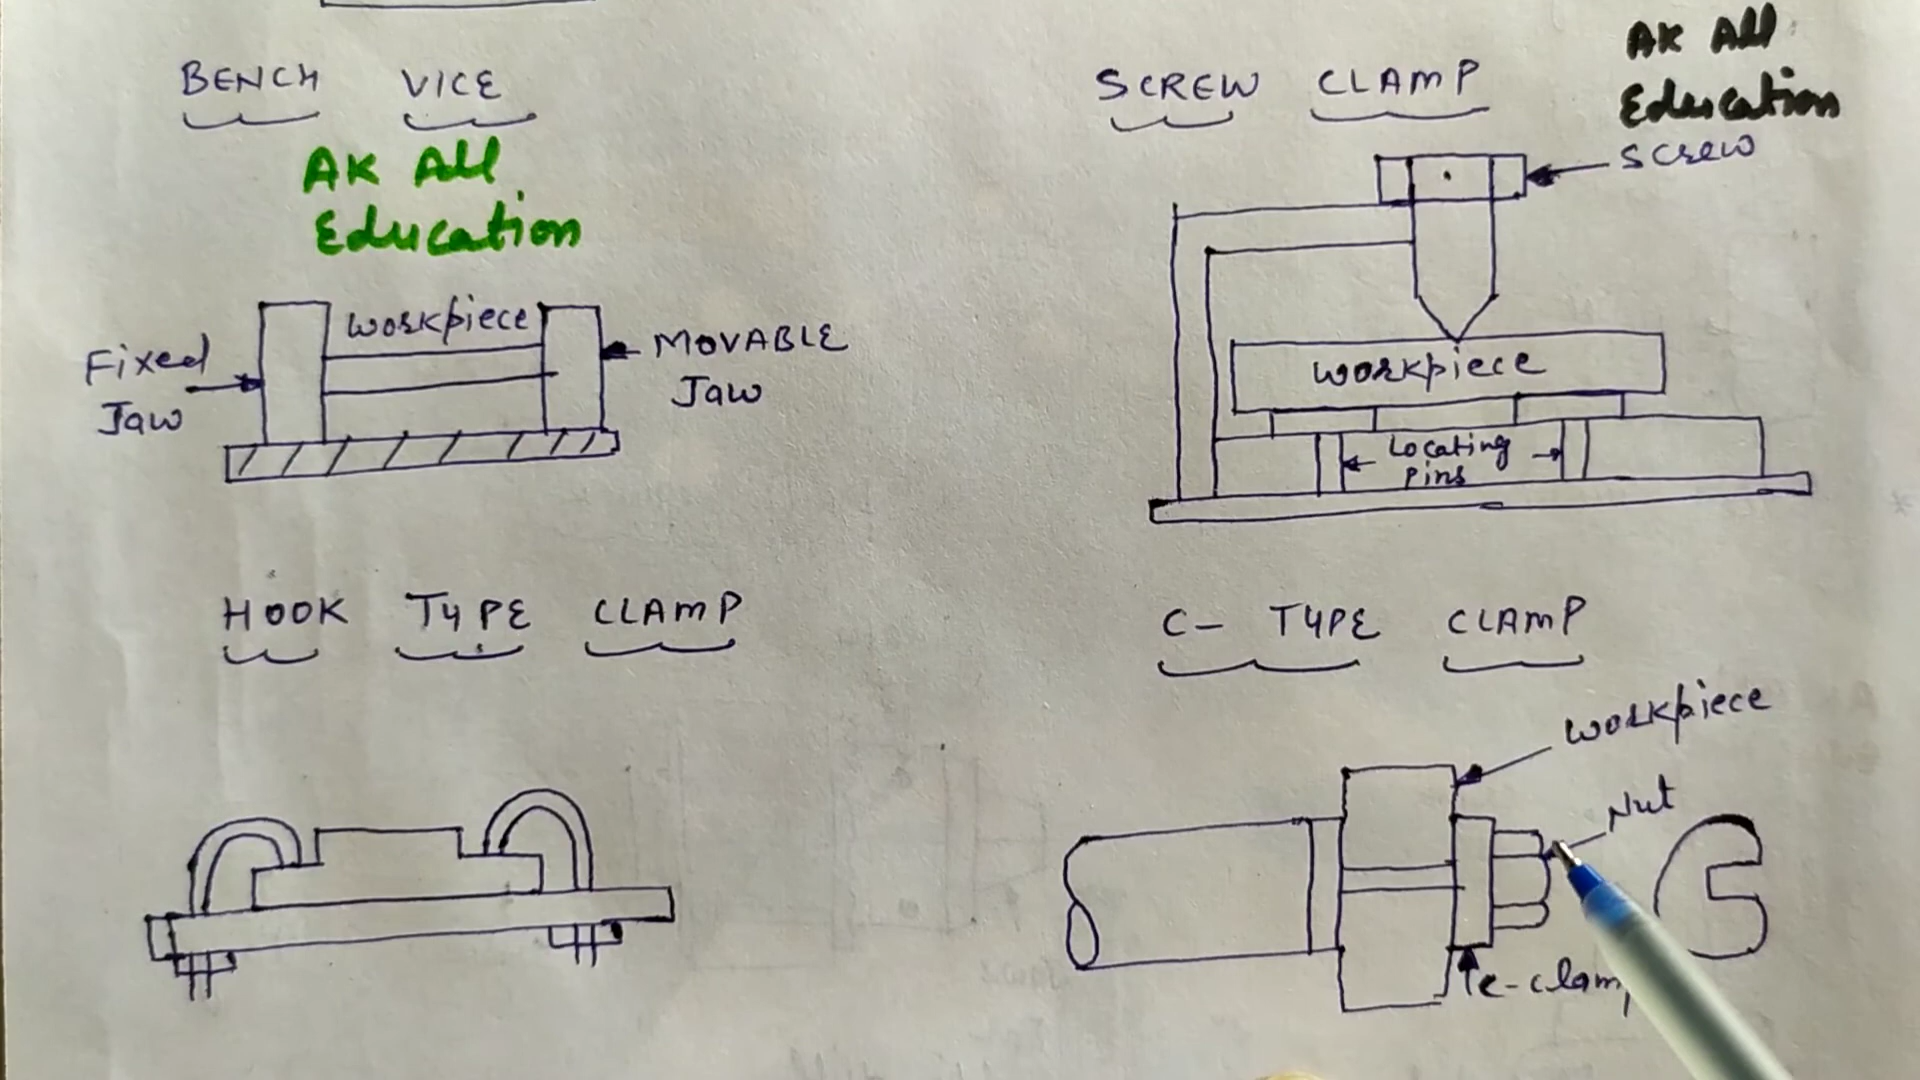 BENCH VICE
AK All
Education
Fixed
Jaw
workpiece
MOVABLE
Jaw
SCREW CLAMP
AK All
Education
screw
workpiece
Locating
pins
HOOK TYPE CLAMP
C- TYPE CLAMP
workpiece
Nut